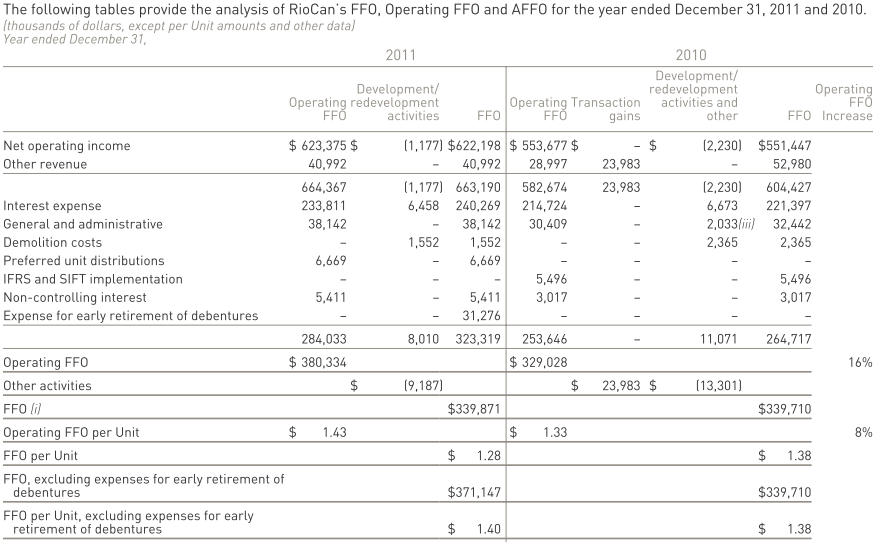 The following tables provide the analysis of RioCan's FFO, Operating FFO and AFFO for the year ended December 31, 2011 and 2010.
(thousands of dollars, except per Unit amounts and other data)
Year ended December 31,
2011 2010
Development/
Development/ redevelopment Operating
Operating redevelopment Operating Transaction activities and FFO
FFO activities FFO FFO gains other FFO Increase
Net operating income $ 623,375 $ (1,177) $622,198 $ 553,677 $ – $ (2,230) $551,447
Other revenue 40,992 – 40,992 28,997 23,983 – 52,980
664,367 (1,177) 663,190 582,674 23,983 (2,230) 604,427
Interest expense 233,811 6,458 240,269 214,724 – 6,673 221,397
General and administrative 38,142 – 38,142 30,409 – 2,033(iii) 32,442
Demolition costs – 1,552 1,552 – – 2,365 2,365
Preferred unit distributions 6,669 – 6,669 – – – –
IFRS and SIFT implementation – – – 5,496 – – 5,496
Non-controlling interest 5,411 – 5,411 3,017 – – 3,017
Expense for early retirement of debentures – – 31,276 – – – –
284,033 8,010 323,319 253,646 – 11,071 264,717
Operating FFO $ 380,334 $ 329,028 16%
Other activities $ (9,187) $ 23,983 $ (13,301)
FFO (i) $339,871 $339,710
Operating FFO per Unit $ 1.43 $ 1.33 8%
FFO per Unit $ 1.28 $ 1.38
FFO, excluding expenses for early retirement of
debentures $371,147 $339,710
FFO per Unit, excluding expenses for early
retirement of debentures $ 1.40 $ 1.38